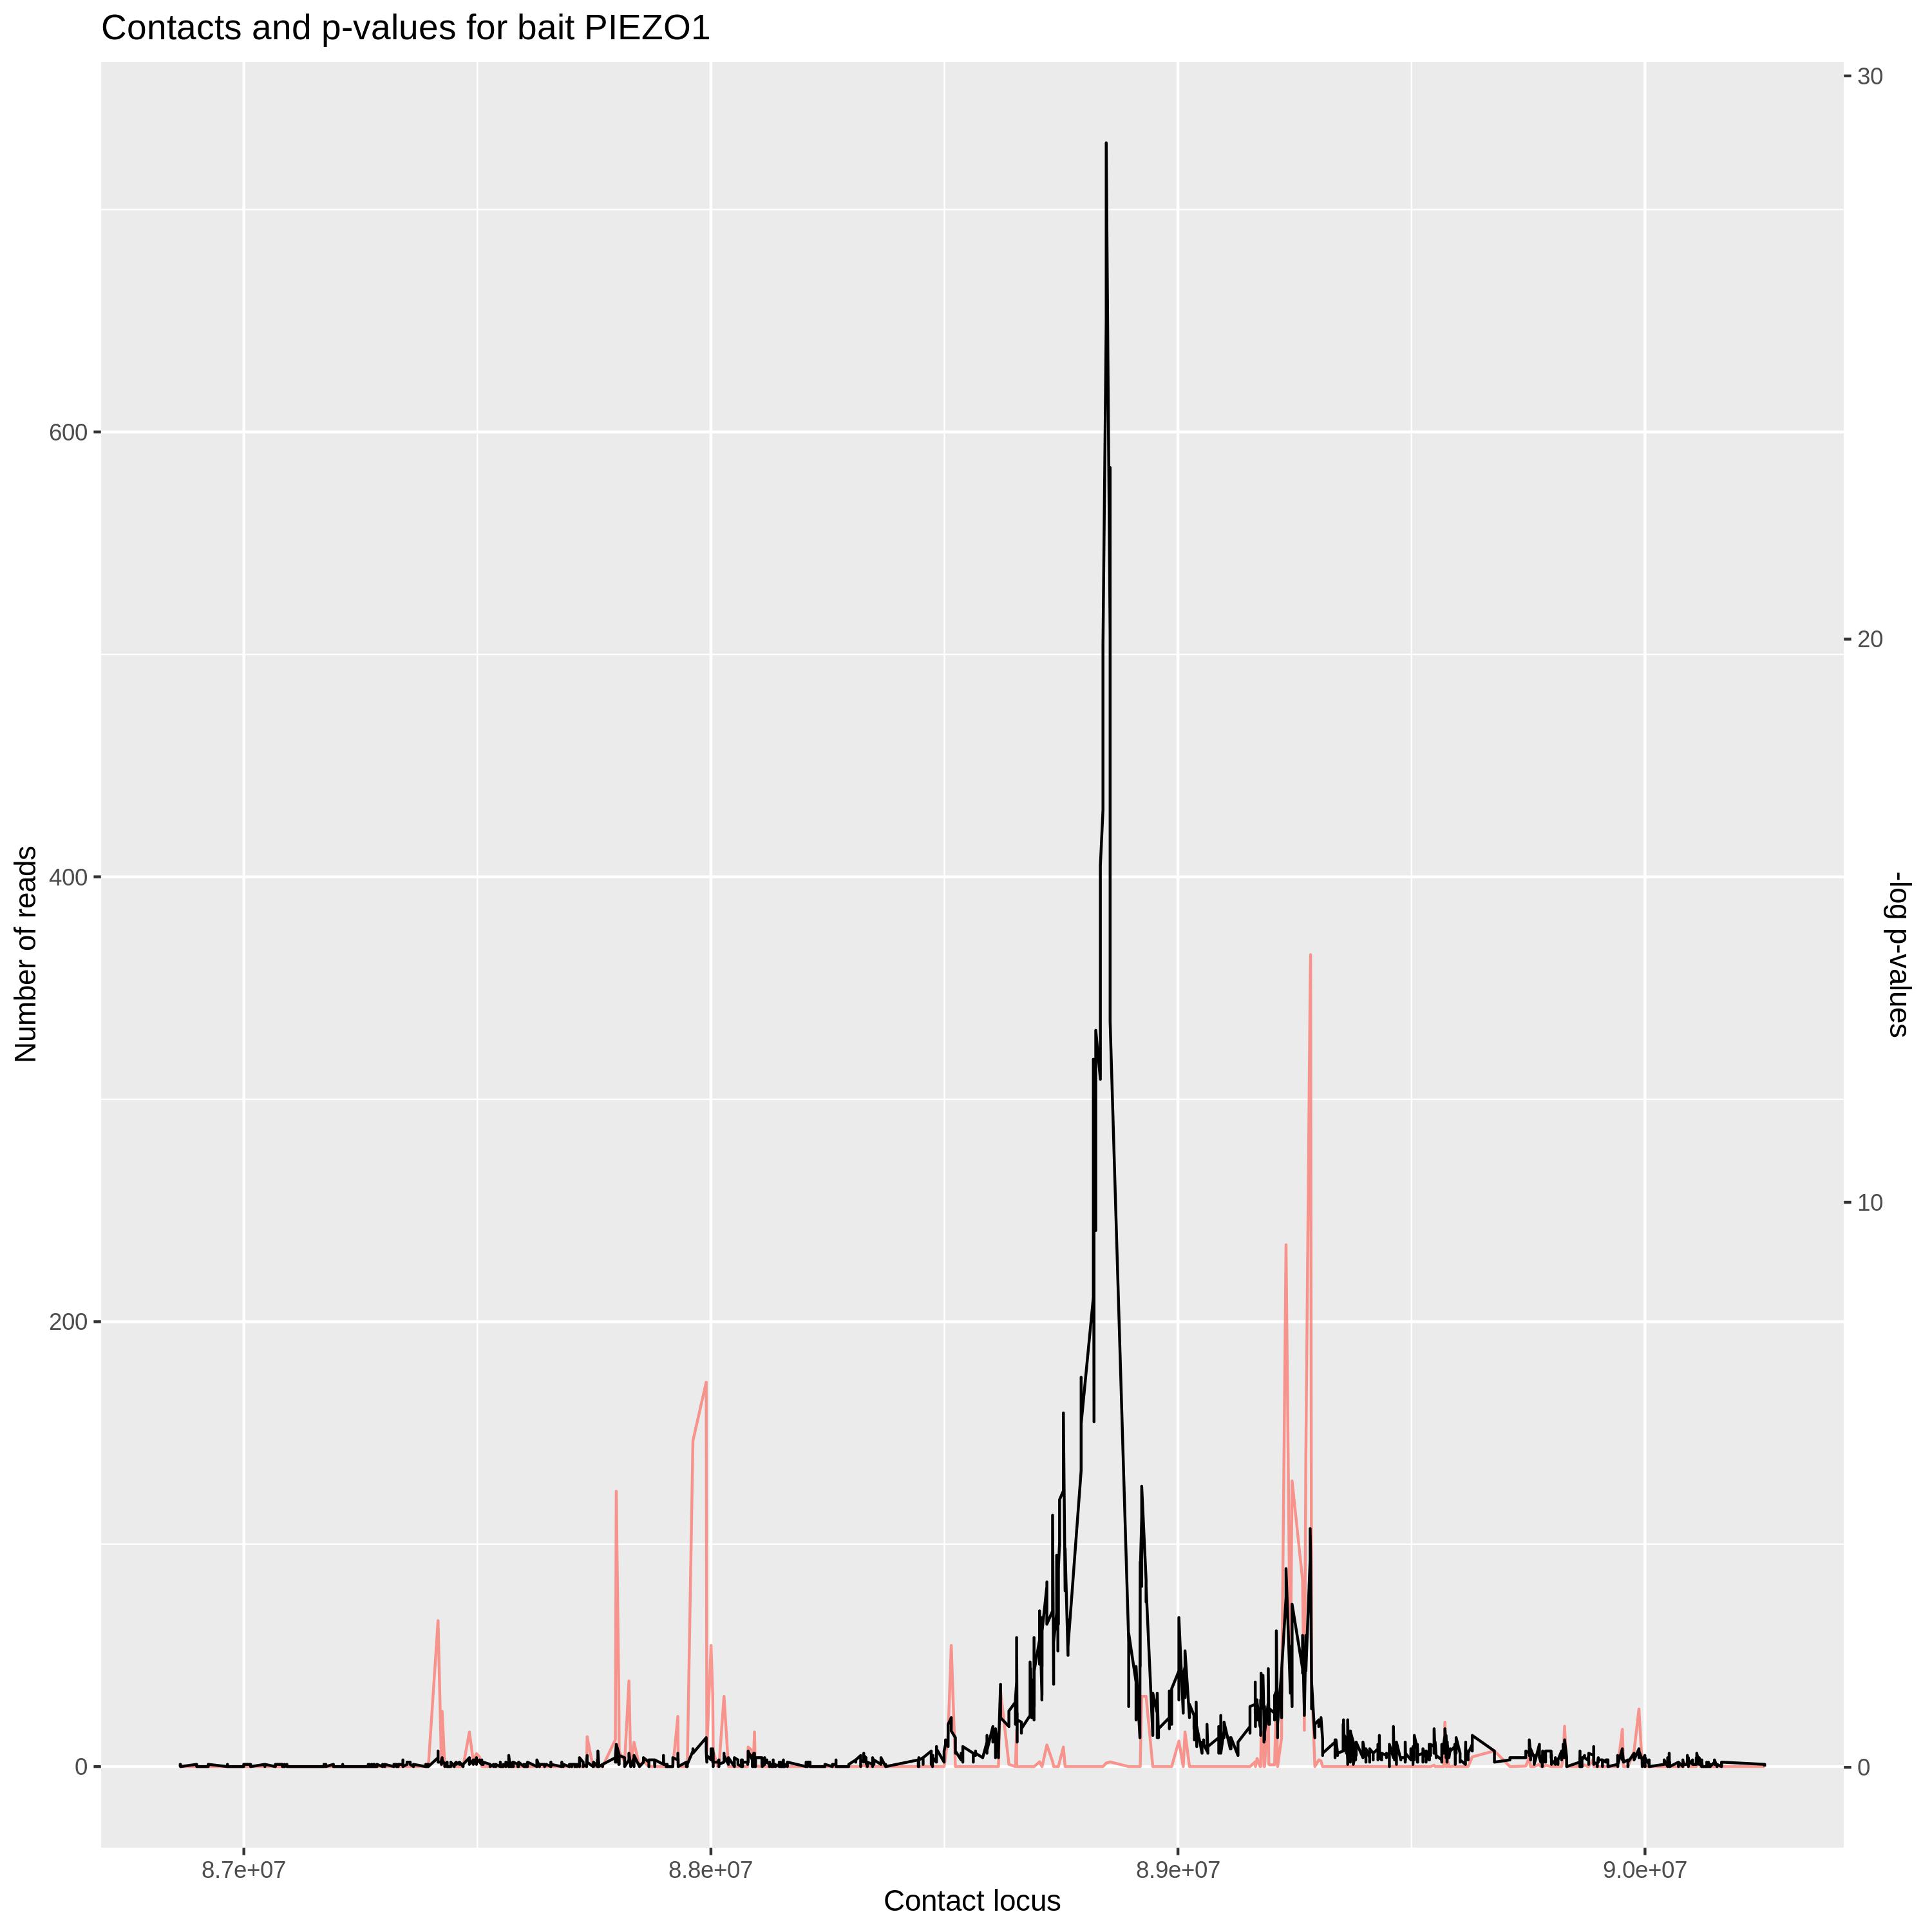 Contacts and p-values for bait PIEZO1
Number of reads
600
400
200
0
30
20
10
0
-log p-values
8.7e+07
8.8e+07
8.9e+07
9.0e+07
Contact locus